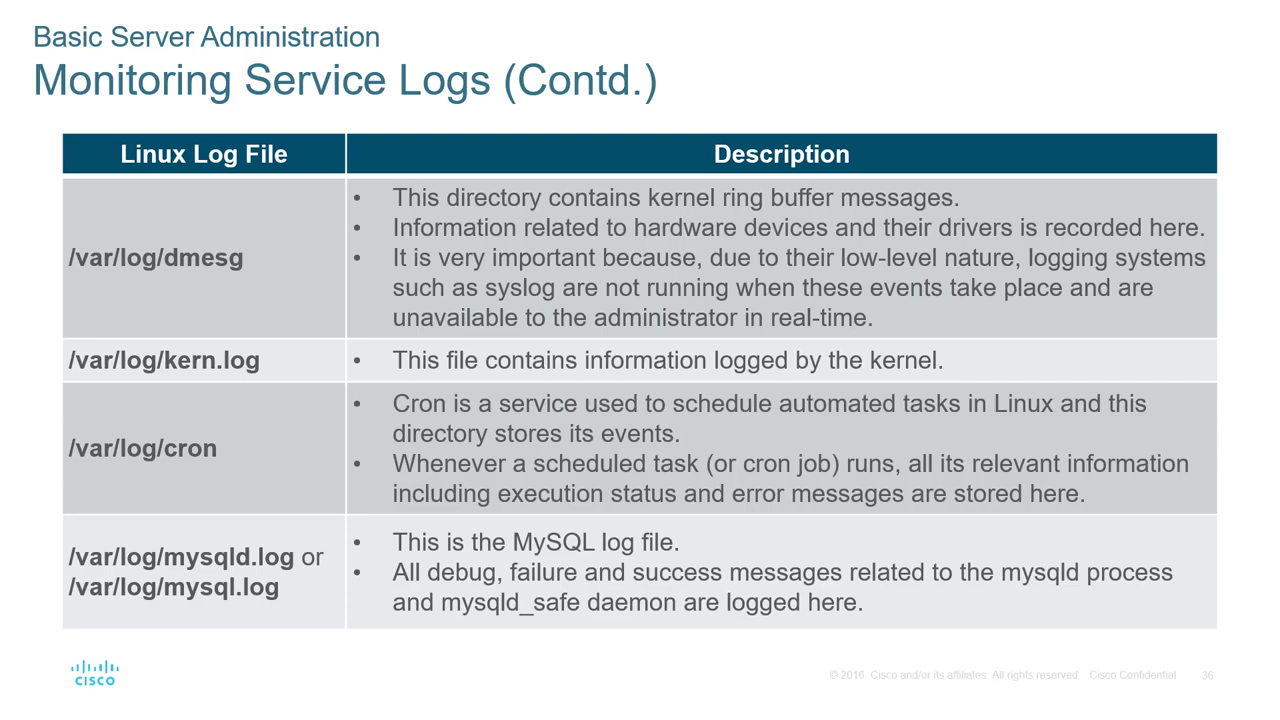 Basic Server Administration
Monitoring Service Logs (Contd.)
Linux Log File
Description
/var/log/dmesg
• This directory contains kernel ring buffer messages.
• Information related to hardware devices and their drivers is recorded here.
• It is very important because, due to their low-level nature, logging systems
such as syslog are not running when these events take place and are
unavailable to the administrator in real-time.
/var/log/kern.log
• This file contains information logged by the kernel.
/var/log/cron
• Cron is a service used to schedule automated tasks in Linux and this
directory stores its events.
• Whenever a scheduled task (or cron job) runs, all its relevant information
including execution status and error messages are stored here.
/var/log/mysqld.log or
/var/log/mysql.log
• This is the MySQL log file.
• All debug, failure and success messages related to the mysqld process
and mysqld_safe daemon are logged here.
CISCO
© 2016 Cisco and/or its affiliates. All rights reserved. Cisco Confidential
36